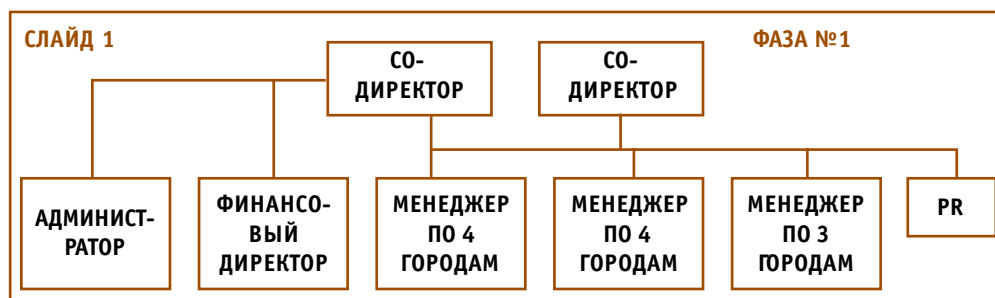 СЛАЙД 1
ФАЗА №1
СО-
ДИРЕКТОР
СО-
ДИРЕКТОР
АДМИНИСТ-
РАТОР
ФИНАНСО-
ВЫЙ
ДИРЕКТОР
МЕНЕДЖЕР
ПО 4
ГОРОДАМ
МЕНЕДЖЕР
ПО 4
ГОРОДАМ
МЕНЕДЖЕР
ПО 3
ГОРОДАМ
PR